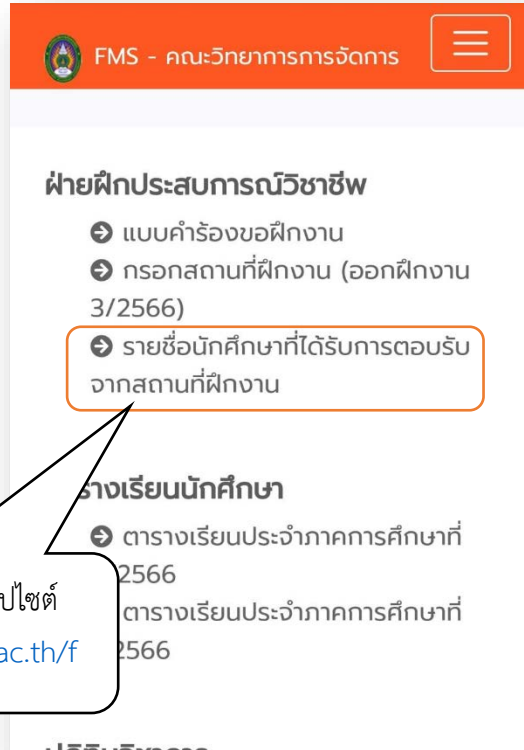 FMS - คณะวิทยาการการจัดการ
ฝ่ายฝึกประสบการณ์วิชาชีพ
แบบคำร้องขอฝึกงาน
กรอกสถานที่ฝึกงาน (ออกฝึกงาน
3/2566)
รายชื่อนักศึกษาที่ได้รับการตอบรับ
จากสถานที่ฝึกงาน
รางเรียนนักศึกษา
ตารางเรียนประจำภาคการศึกษาที่
2566
ตารางเรียนประจำภาคการศึกษาที่
2566
ปไซต์
ac.th/f